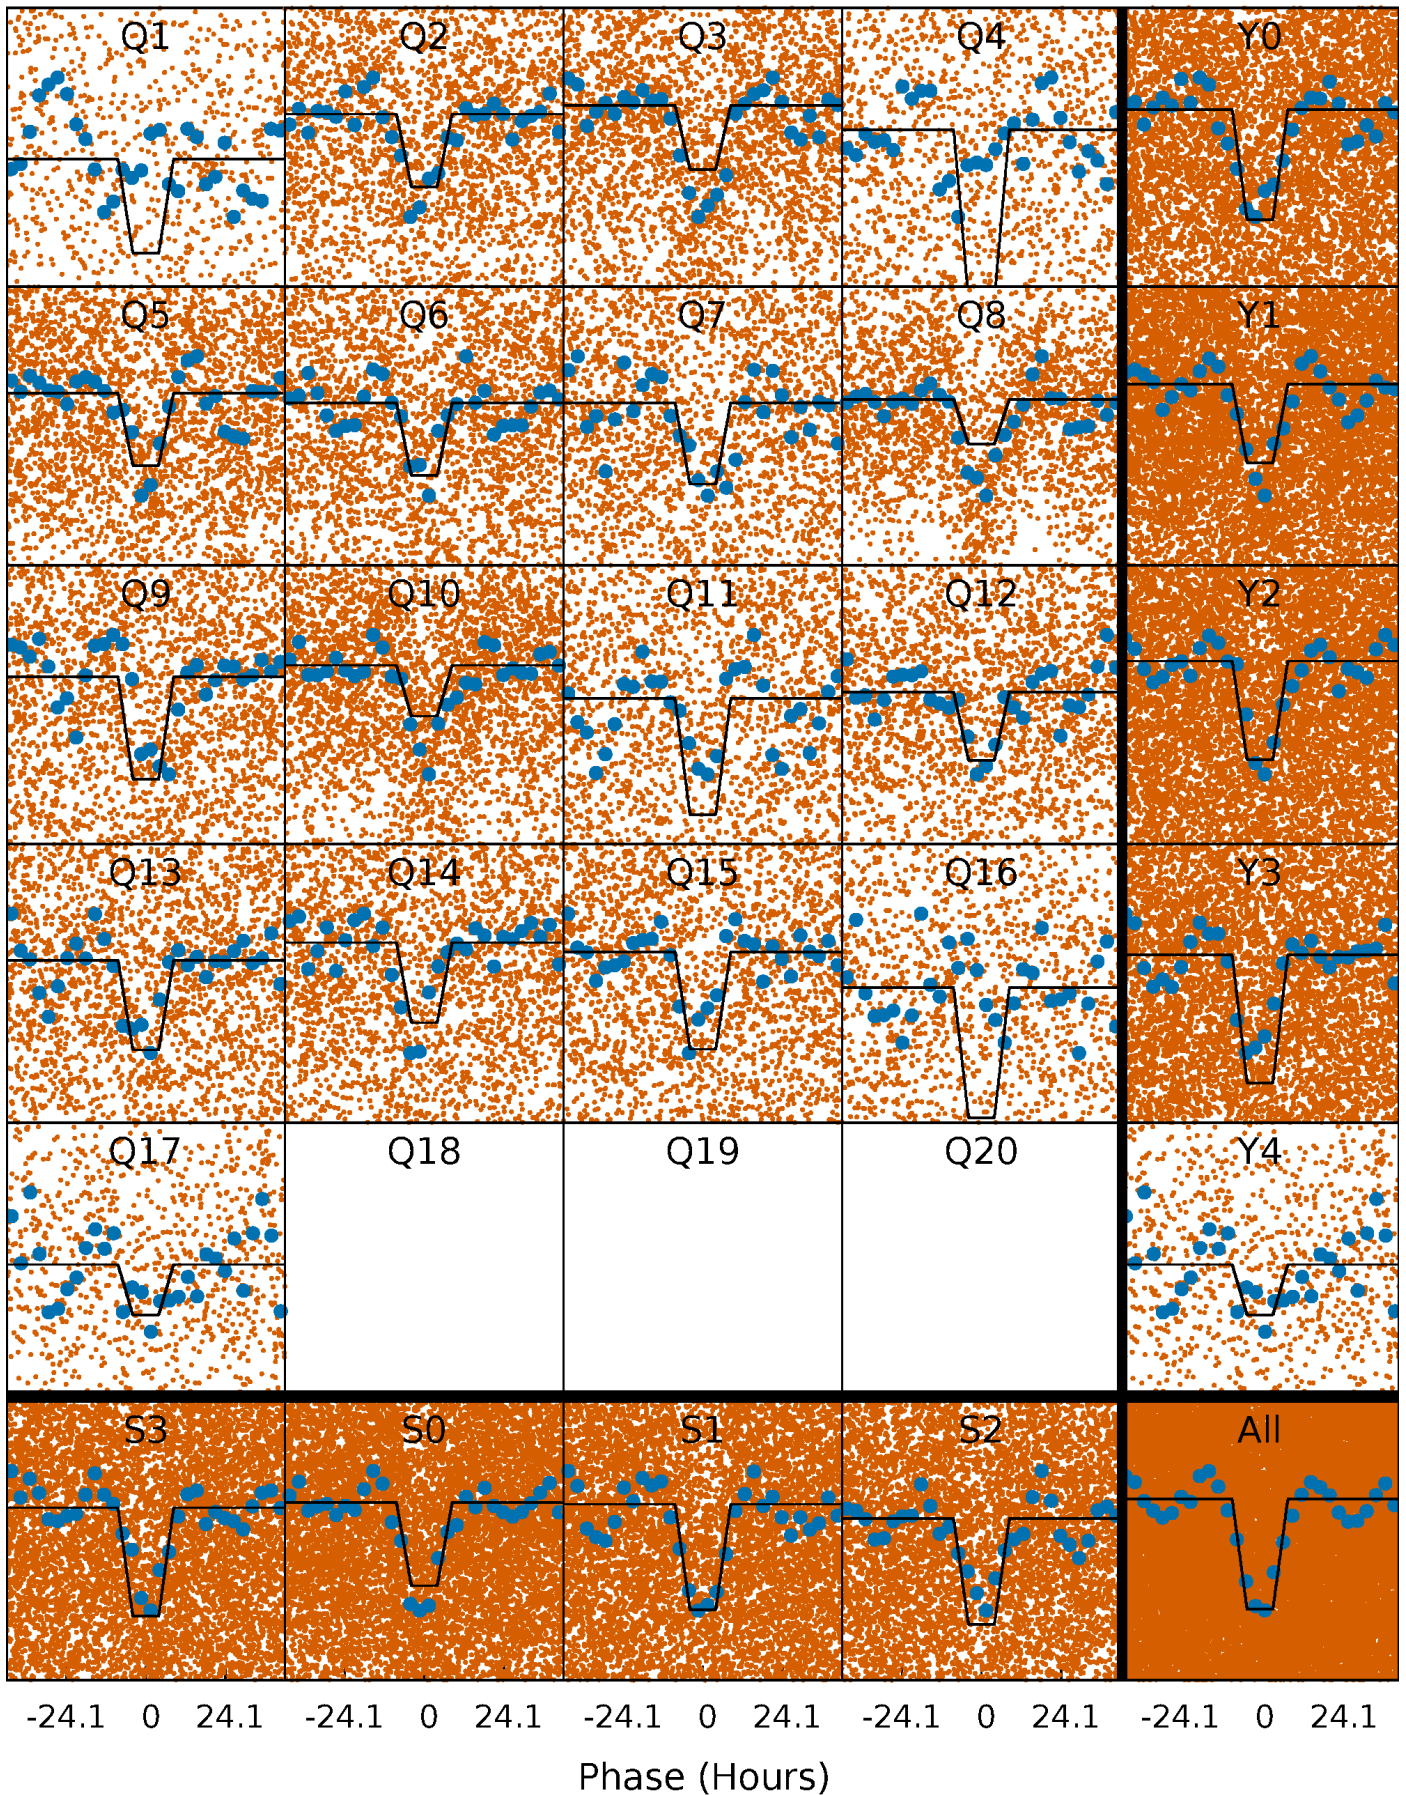 Q1 Q2 Q3 Q4 Y0
Q5 Q6 Q7 Q8 Y1
Q9 Q10 Q11 Q12 Y2
Q13 Q14 Q15 Q16 Y3
Q17 Q18 Q19 Q20 Y4
S3 S0 S1 S2 All
-24.1 0 24.1 -24.1 0 24.1 -24.1 0 24.1 -24.1 0 24.1 -24.1 0 24.1
Phase (Hours)